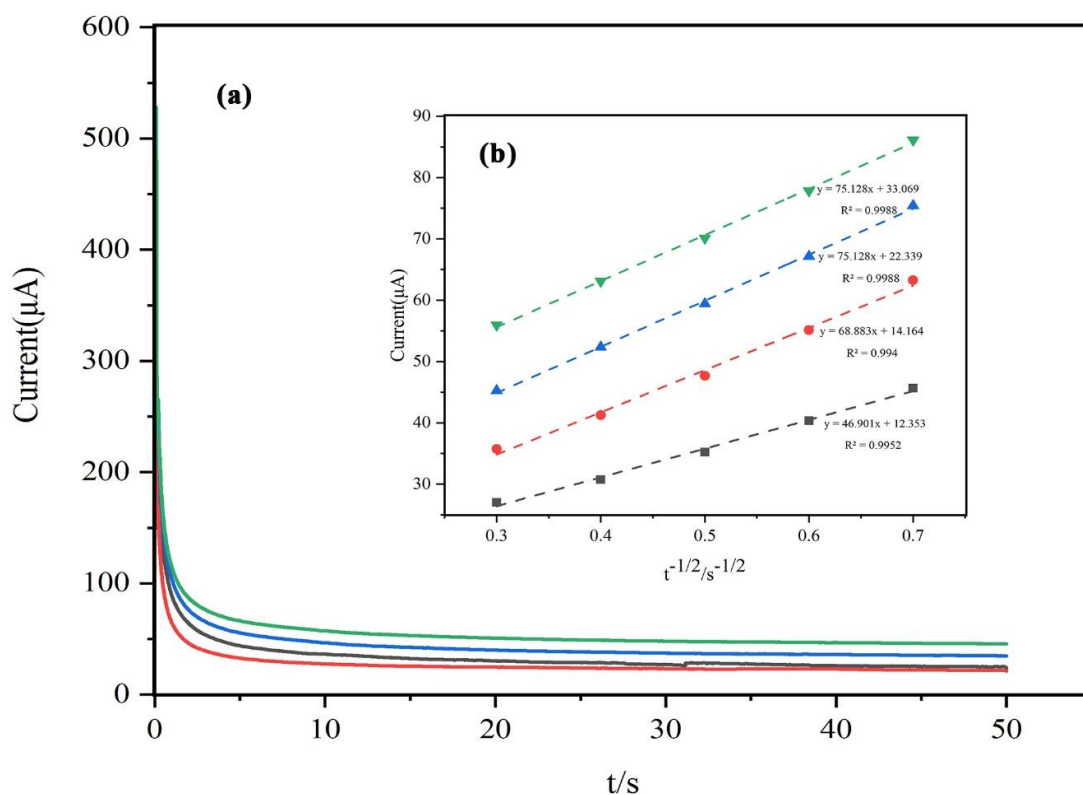 600
500
400
300
200
100
0
Current(μA)
0 10 20 30 40 50
t/s
(a)
(b)
90
80
70
60
50
40
30
Current(μA)
0.3 0.4 0.5 0.6 0.7
t-1/2/s-1/2
y = 75.128x + 33.069
R² = 0.9988
y = 75.128x + 22.339
R² = 0.9988
y = 68.883x + 14.164
R² = 0.994
y = 46.901x + 12.353
R² = 0.9952